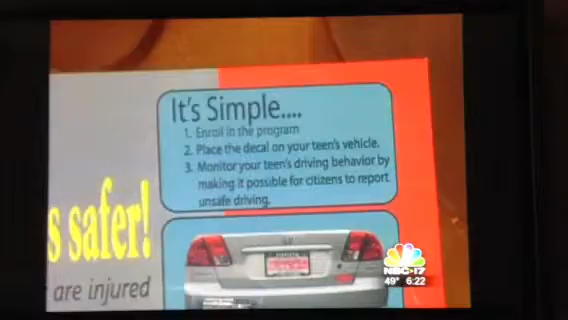 It's Simple....
1. Enroll in the program
2. Place the decal on your teen's vehicle.
3. Monitor your teen's driving behavior by
making it possible for citizens to report
unsafe driving.
s safer!
are injured
NBC 17
49° 6:22